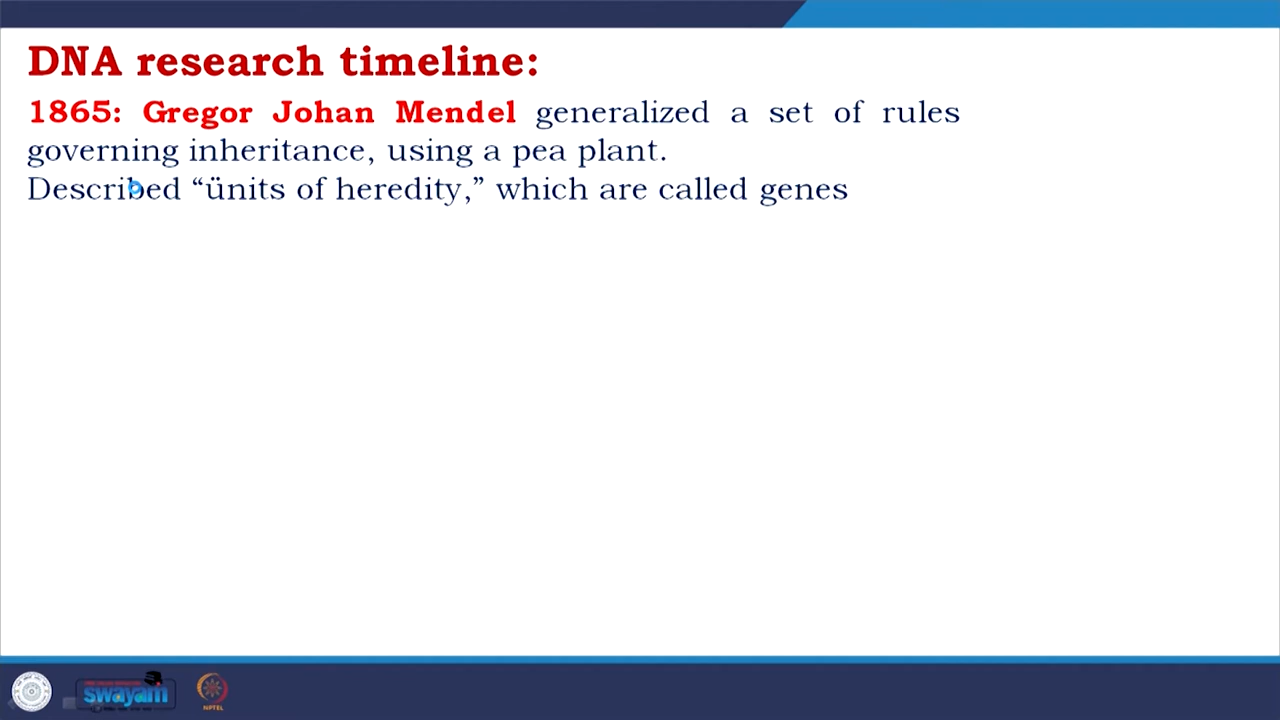 DNA research timeline:
1865: Gregor Johan Mendel generalized a set of rules
governing inheritance, using a pea plant.
Described “ünits of heredity,” which are called genes
swayam
NPTEL